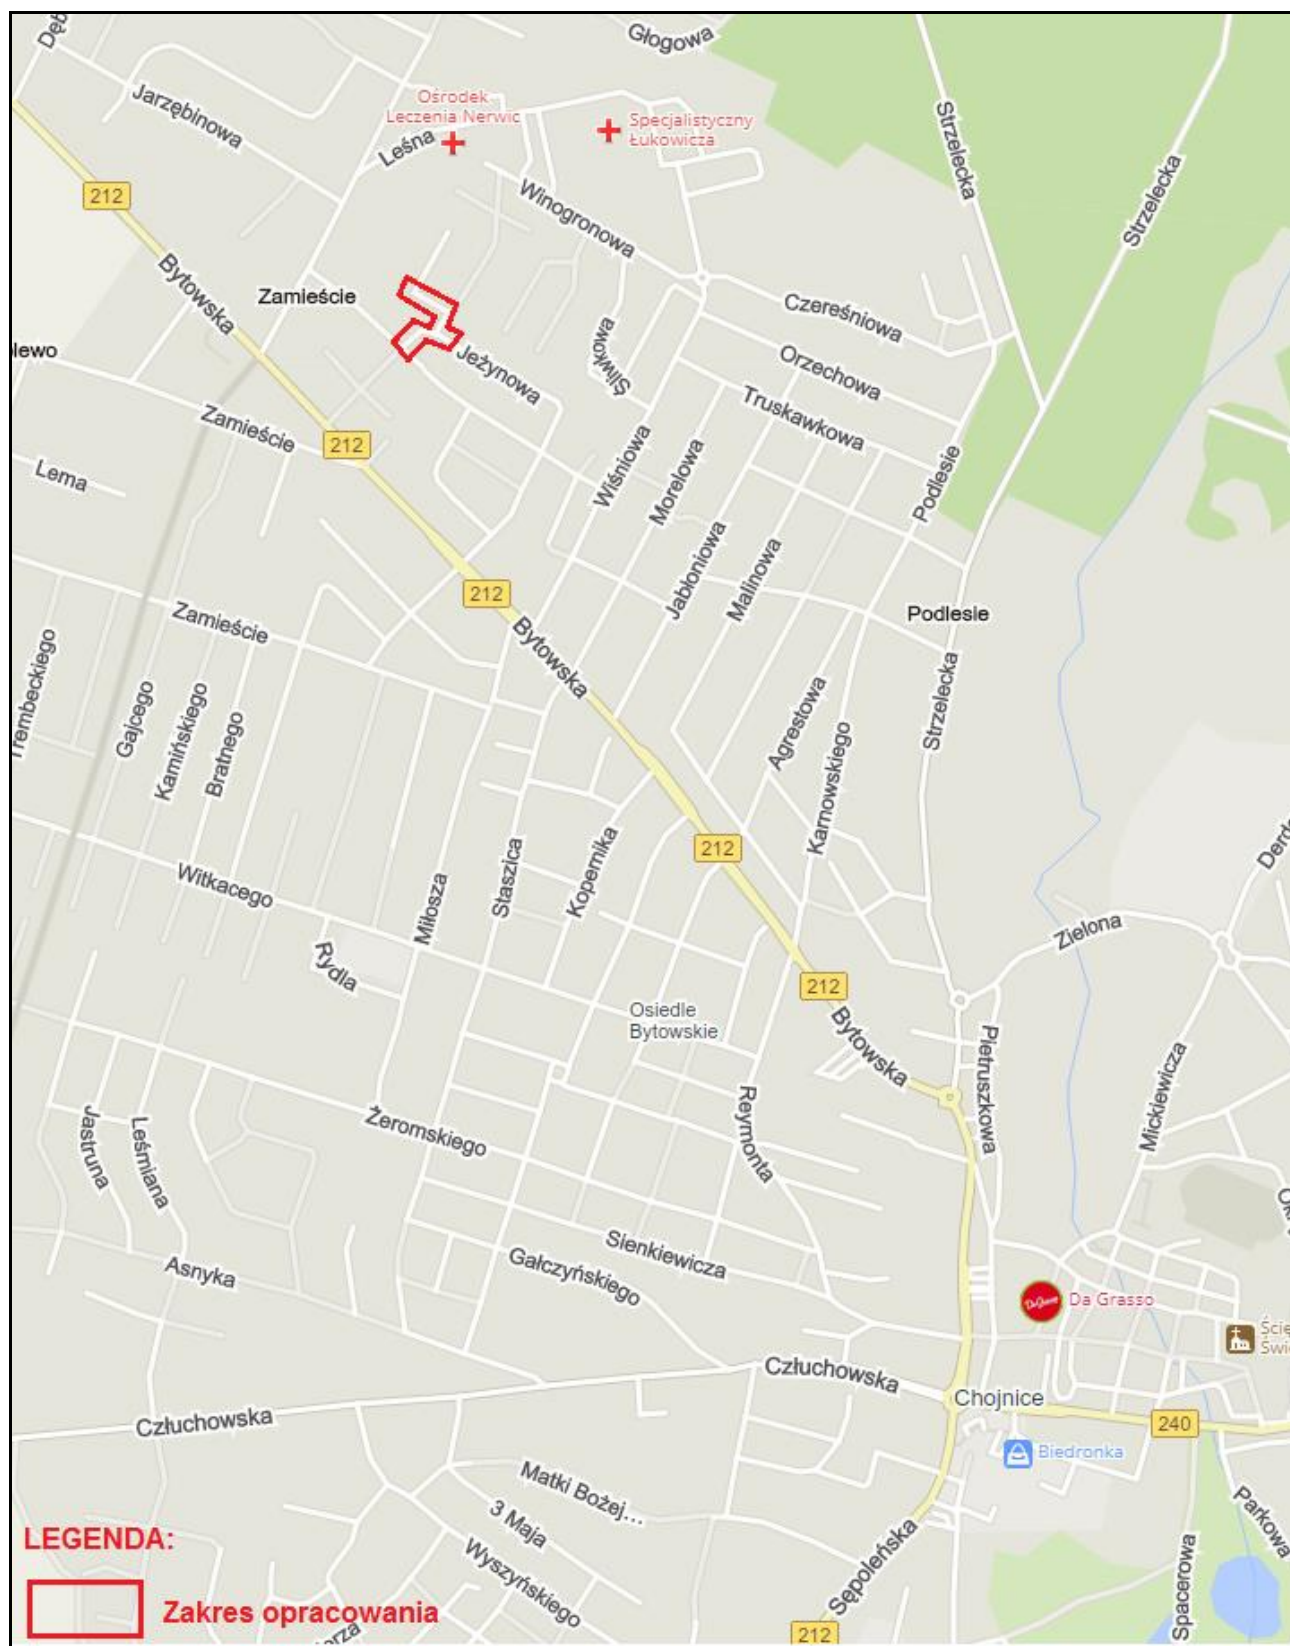 Głogowa
Jarzębinowa
Ośrodek
Leczenia Nerwic
Leśna
Specjalistyczny
Łukowicza
Strzelecka
Strzelecka
212
Winogronowa
Bytowska
Zamieście
Czereśniowa
Śliwkowa
Jeżynowa
Orzechowa
Truskawkowa
Zamieście
212
Lema
Wiśniowa
Morelowa
Podlesie
Jabłoniowa
Malinowa
212
Zamieście
Bytowska
Podlesie
Trembeckiego
Gajcego
Kamińskiego
Bratnego
Agrestowa
Karnowskiego
Strzelecka
212
Witkacego
Miłosza
Staszica
Kopernika
Rydla
Zielona
212
Osiedle
Bytowskie
Bytowska
Pietruszkowa
Mickiewicza
Reymonta
Jastruna
Leśmiana
Żeromskiego
Sienkiewicza
Gałczyńskiego
Asnyka
Da Grasso
Człuchowska
Chojnice
Człuchowska
240
Biedronka
Matki Bożej...
3 Maja
Wyszyńskiego
Sępoleńska
Parkowa
Spacerowa
212
LEGENDA:
Zakres opracowania